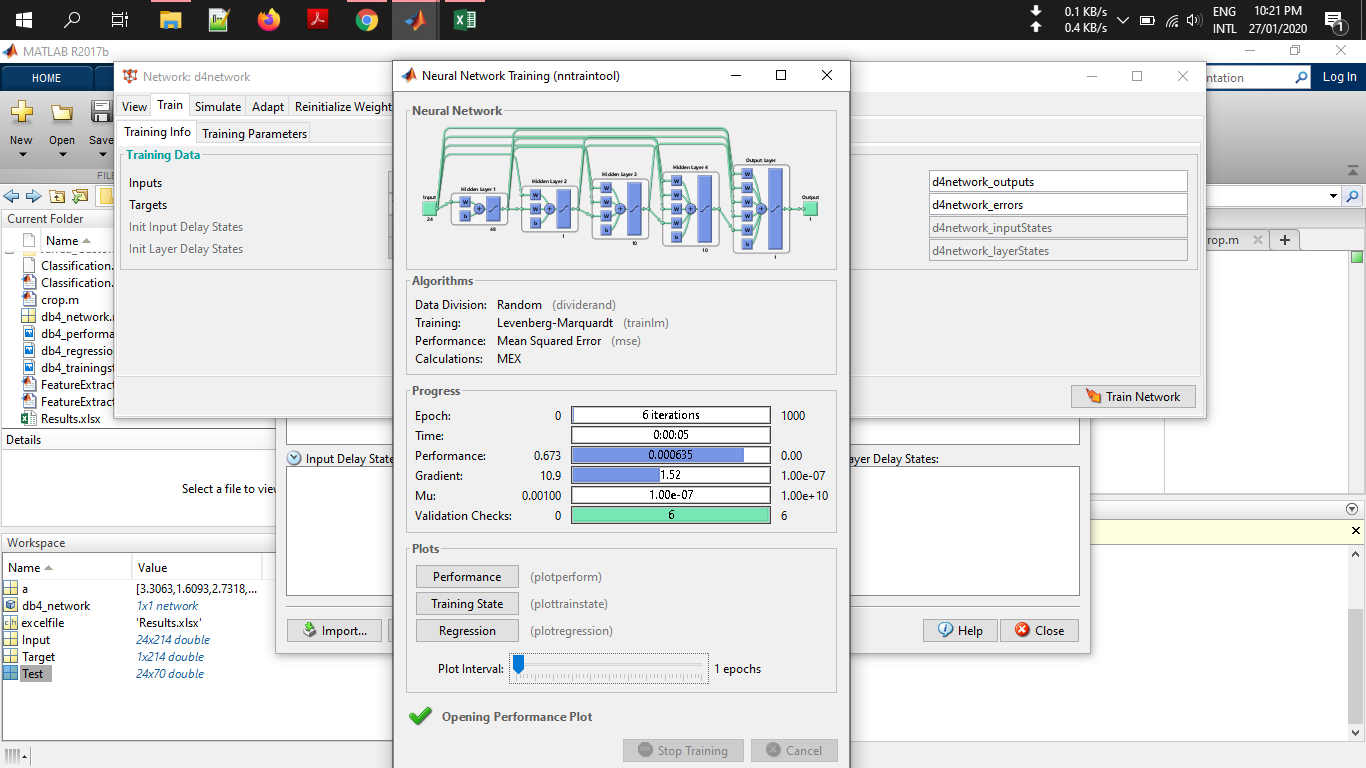 0.1 KB/s
0.4 KB/s
ENG
INTL
10:21 PM
27/01/2020
1
MATLAB R2017b
HOME
ntation
Log In
New
Open
Save
FIL
Current Folder
Name
Classification.
Classification.
crop.m
db4_network.
db4_performa
db4_regressio
db4_trainingst
FeatureExtrac
FeatureExtrac
Results.xlsx
Details
Select a file to view
Workspace
Name
Value
a
[3.3063,1.6093,2.7318,...
db4_network
1x1 network
excelfile
'Results.xlsx'
Input
24x214 double
Target
1x214 double
Test
24x70 double
Network: d4network
View
Train
Simulate
Adapt
Reinitialize Weight
Training Info
Training Parameters
Training Data
Inputs
Targets
Init Input Delay States
Init Layer Delay States
d4network_outputs
d4network_errors
d4network_inputStates
d4network_layerStates
Train Network
rop.m
Input Delay State
ayer Delay States:
Import...
Help
Close
Neural Network Training (nntraintool)
Neural Network
Input
24
Hidden Layer 1
W
b
48
Hidden Layer 2
W
W
b
1
Hidden Layer 3
W
W
W
b
10
Hidden Layer 4
W
W
W
W
b
10
Output Layer
W
W
W
W
W
b
1
Output
1
Algorithms
Data Division: Random (dividerand)
Training: Levenberg-Marquardt (trainlm)
Performance: Mean Squared Error (mse)
Calculations: MEX
Progress
Epoch: 0 6 iterations 1000
Time: 0:00:05
Performance: 0.673 0.000635 0.00
Gradient: 10.9 1.52 1.00e-07
Mu: 0.00100 1.00e-07 1.00e+10
Validation Checks: 0 6 6
Plots
Performance (plotperform)
Training State (plottrainstate)
Regression (plotregression)
Plot Interval: 1 epochs
Opening Performance Plot
Stop Training
Cancel